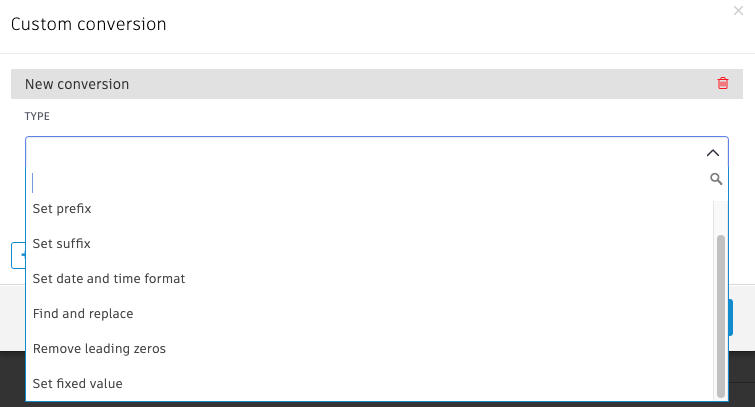 Custom conversion
New conversion
TYPE
Set prefix
Set suffix
Set date and time format
Find and replace
Remove leading zeros
Set fixed value